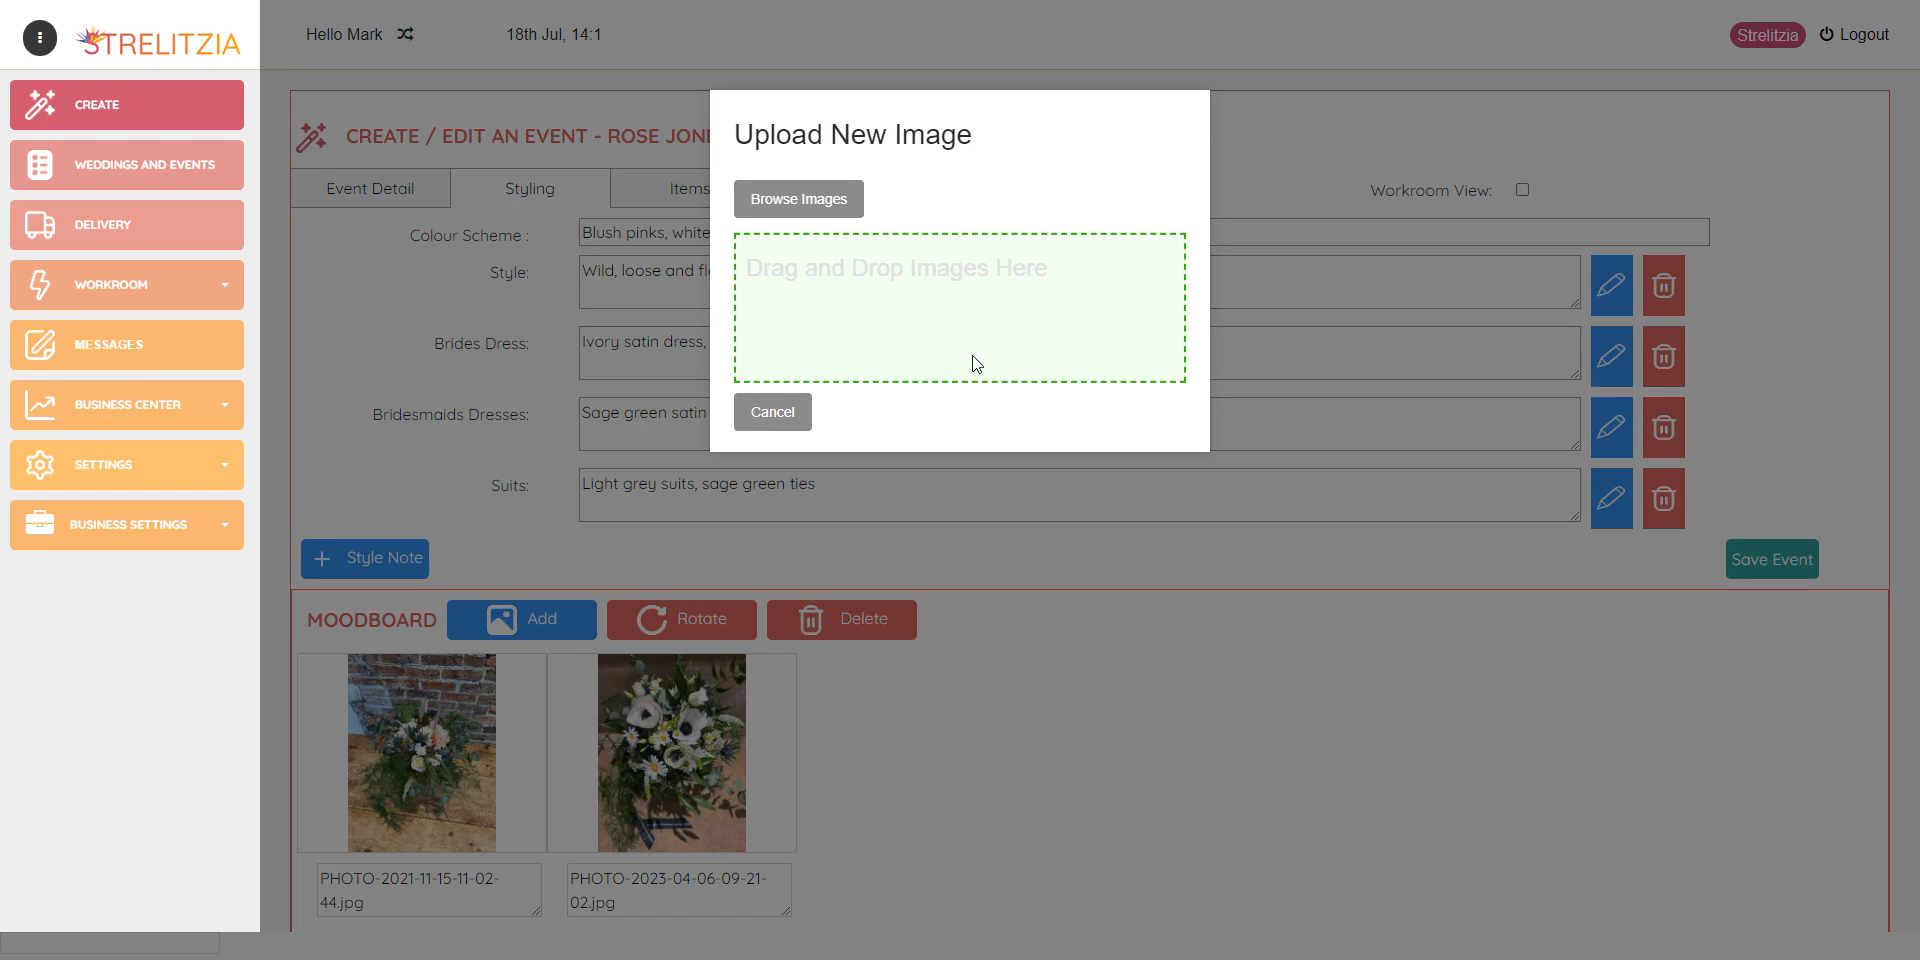 STRELITZIA
Hello Mark
18th Jul, 14:1
Strelitzia
Logout
CREATE
WEDDINGS AND EVENTS
DELIVERY
WORKROOM
MESSAGES
BUSINESS CENTER
SETTINGS
BUSINESS SETTINGS
CREATE / EDIT AN EVENT - ROSE JON
Event Detail
Styling
Items
Workroom View:
Upload New Image
Browse Images
Drag and Drop Images Here
Cancel
Colour Scheme :
Blush pinks, white
Style:
Wild, loose and fl
Brides Dress:
Ivory satin dress,
Bridesmaids Dresses:
Sage green satin
Suits:
Light grey suits, sage green ties
+ Style Note
Save Event
MOODBOARD
Add
Rotate
Delete
PHOTO-2021-11-15-11-02-
44.jpg
PHOTO-2023-04-06-09-21-
02.jpg